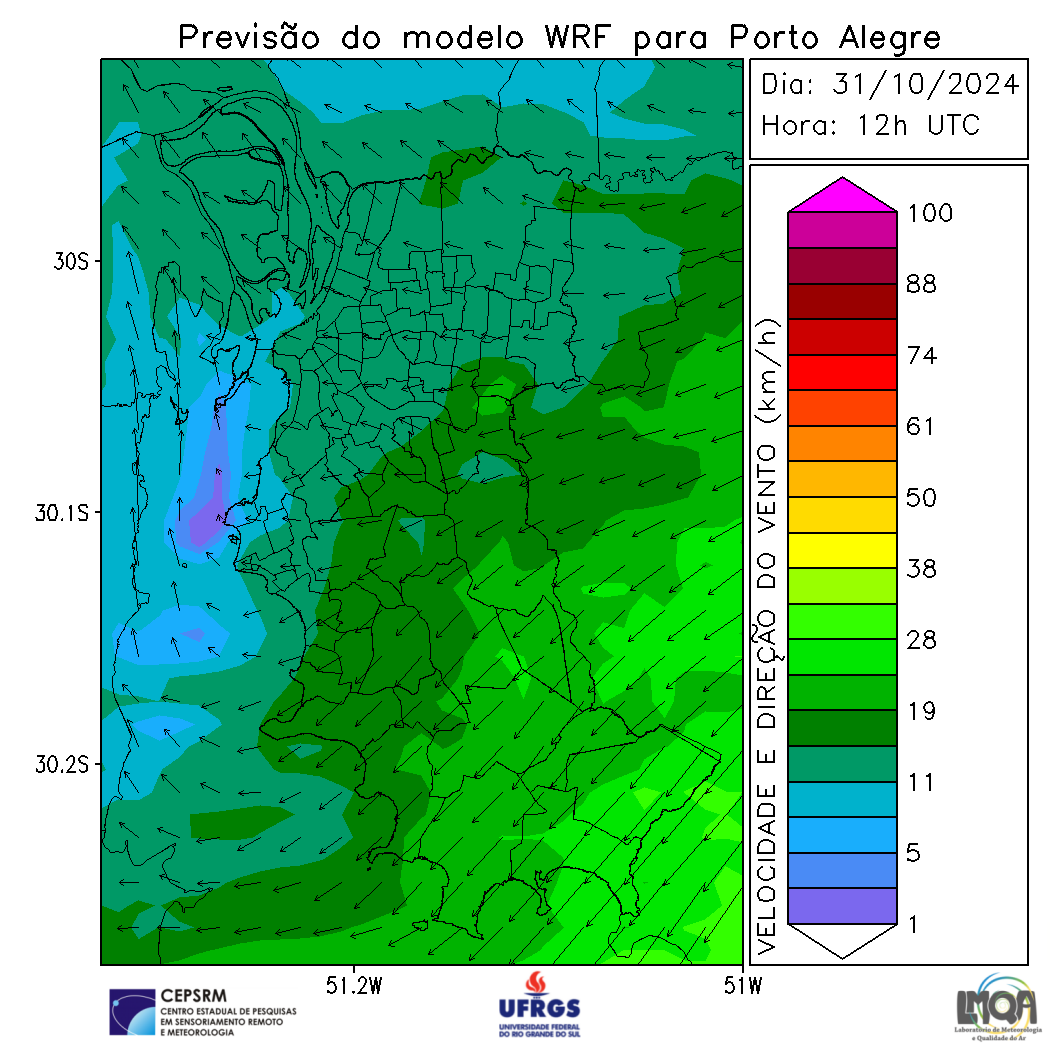 Previsão do modelo WRF para Porto Alegre
Dia: 31/10/2024
Hora: 12h UTC
30S
30.1S
30.2S
51.2W
51W
VELOCIDADE E DIREÇÃO DO VENTO (km/h)
100
88
74
61
50
38
28
19
11
5
1
CEPSRM
CENTRO ESTADUAL DE PESQUISAS
EM SENSORIAMENTO REMOTO
E METEOROLOGIA
UFRGS
UNIVERSIDADE FEDERAL
DO RIO GRANDE DO SUL
LMQA
Laboratório de Meteorologia
e Qualidade do Ar